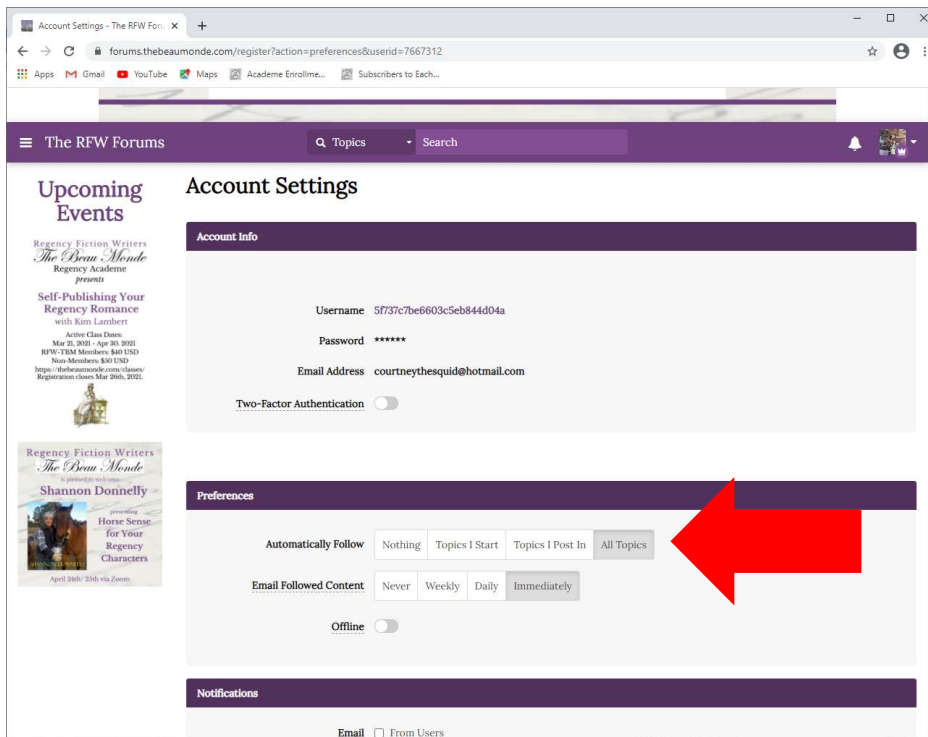 Account Settings - The RFW Foru
forums.thebeaumonde.com/register?action=preferences&userid=7667312
Apps Gmail YouTube Maps Academe Enrollme... Subscribers to Each...
The RFW Forums Topics Search
Upcoming
Events
Regency Fiction Writers
The Beau Monde
Regency Academe
presents
Self-Publishing Your
Regency Romance
with Kim Lambert
Active Class Dates:
Mar 21, 2021 - Apr 30, 2021
RFW-TBM Members: $40 USD
Non-Members: $50 USD
https://thebeaumonde.com/classes/
Registration closes Mar 26th, 2021.
Regency Fiction Writers
The Beau Monde
is pleased to welcome
Shannon Donnelly
presenting
Horse Sense
for Your
Regency
Characters
SHANNON DONNELLY
April 24th/ 25th via Zoom
Account Settings
Account Info
Username 5f737c7be6603c5eb844d04a
Password ******
Email Address courtneythesquid@hotmail.com
Two-Factor Authentication
Preferences
Automatically Follow Nothing Topics I Start Topics I Post In All Topics
Email Followed Content Never Weekly Daily Immediately
Offline
Notifications
Email From Users